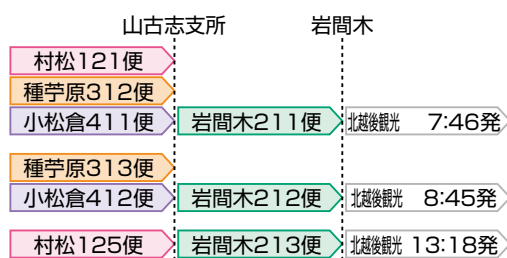 山古志支所 岩間木
村松121便
種苧原312便
小松倉411便 岩間木211便 北越後観光 7:46発
種苧原313便
小松倉412便 岩間木212便 北越後観光 8:45発
村松125便 岩間木213便 北越後観光 13:18発